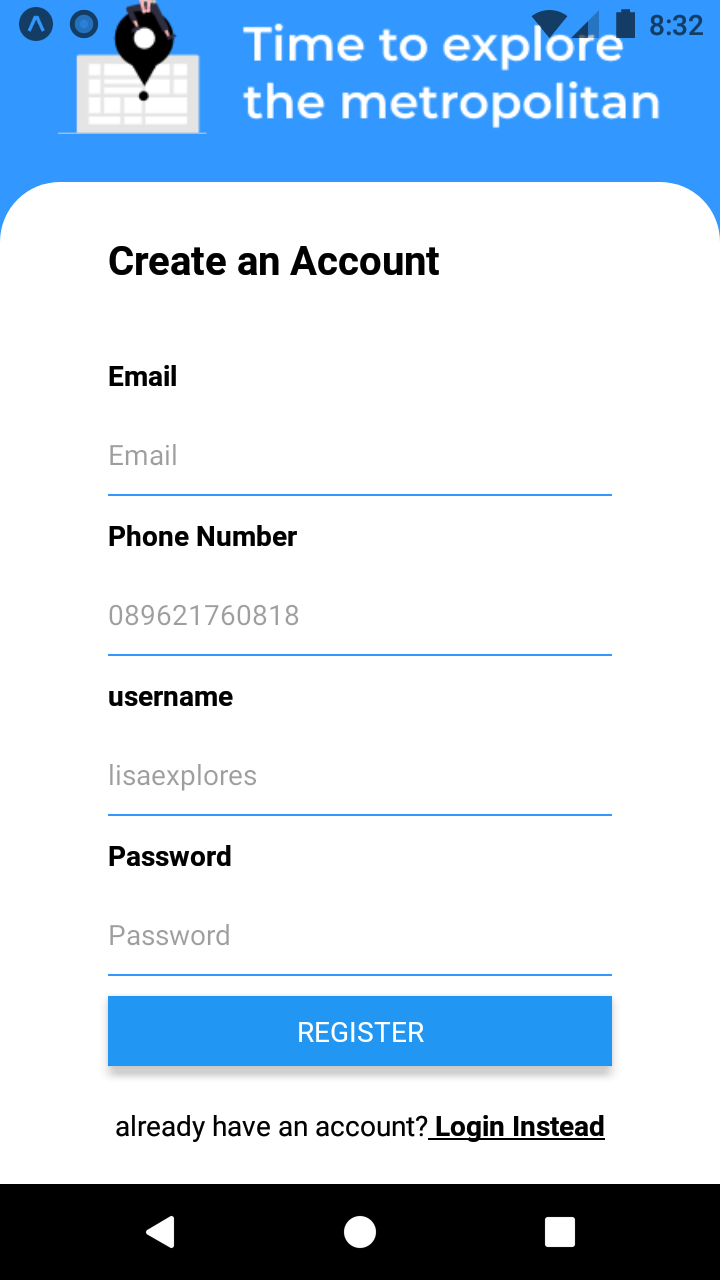 8:32
Time to explore
the metropolitan
Create an Account
Email
Email
Phone Number
089621760818
username
lisaexplores
Password
Password
REGISTER
already have an account? Login Instead